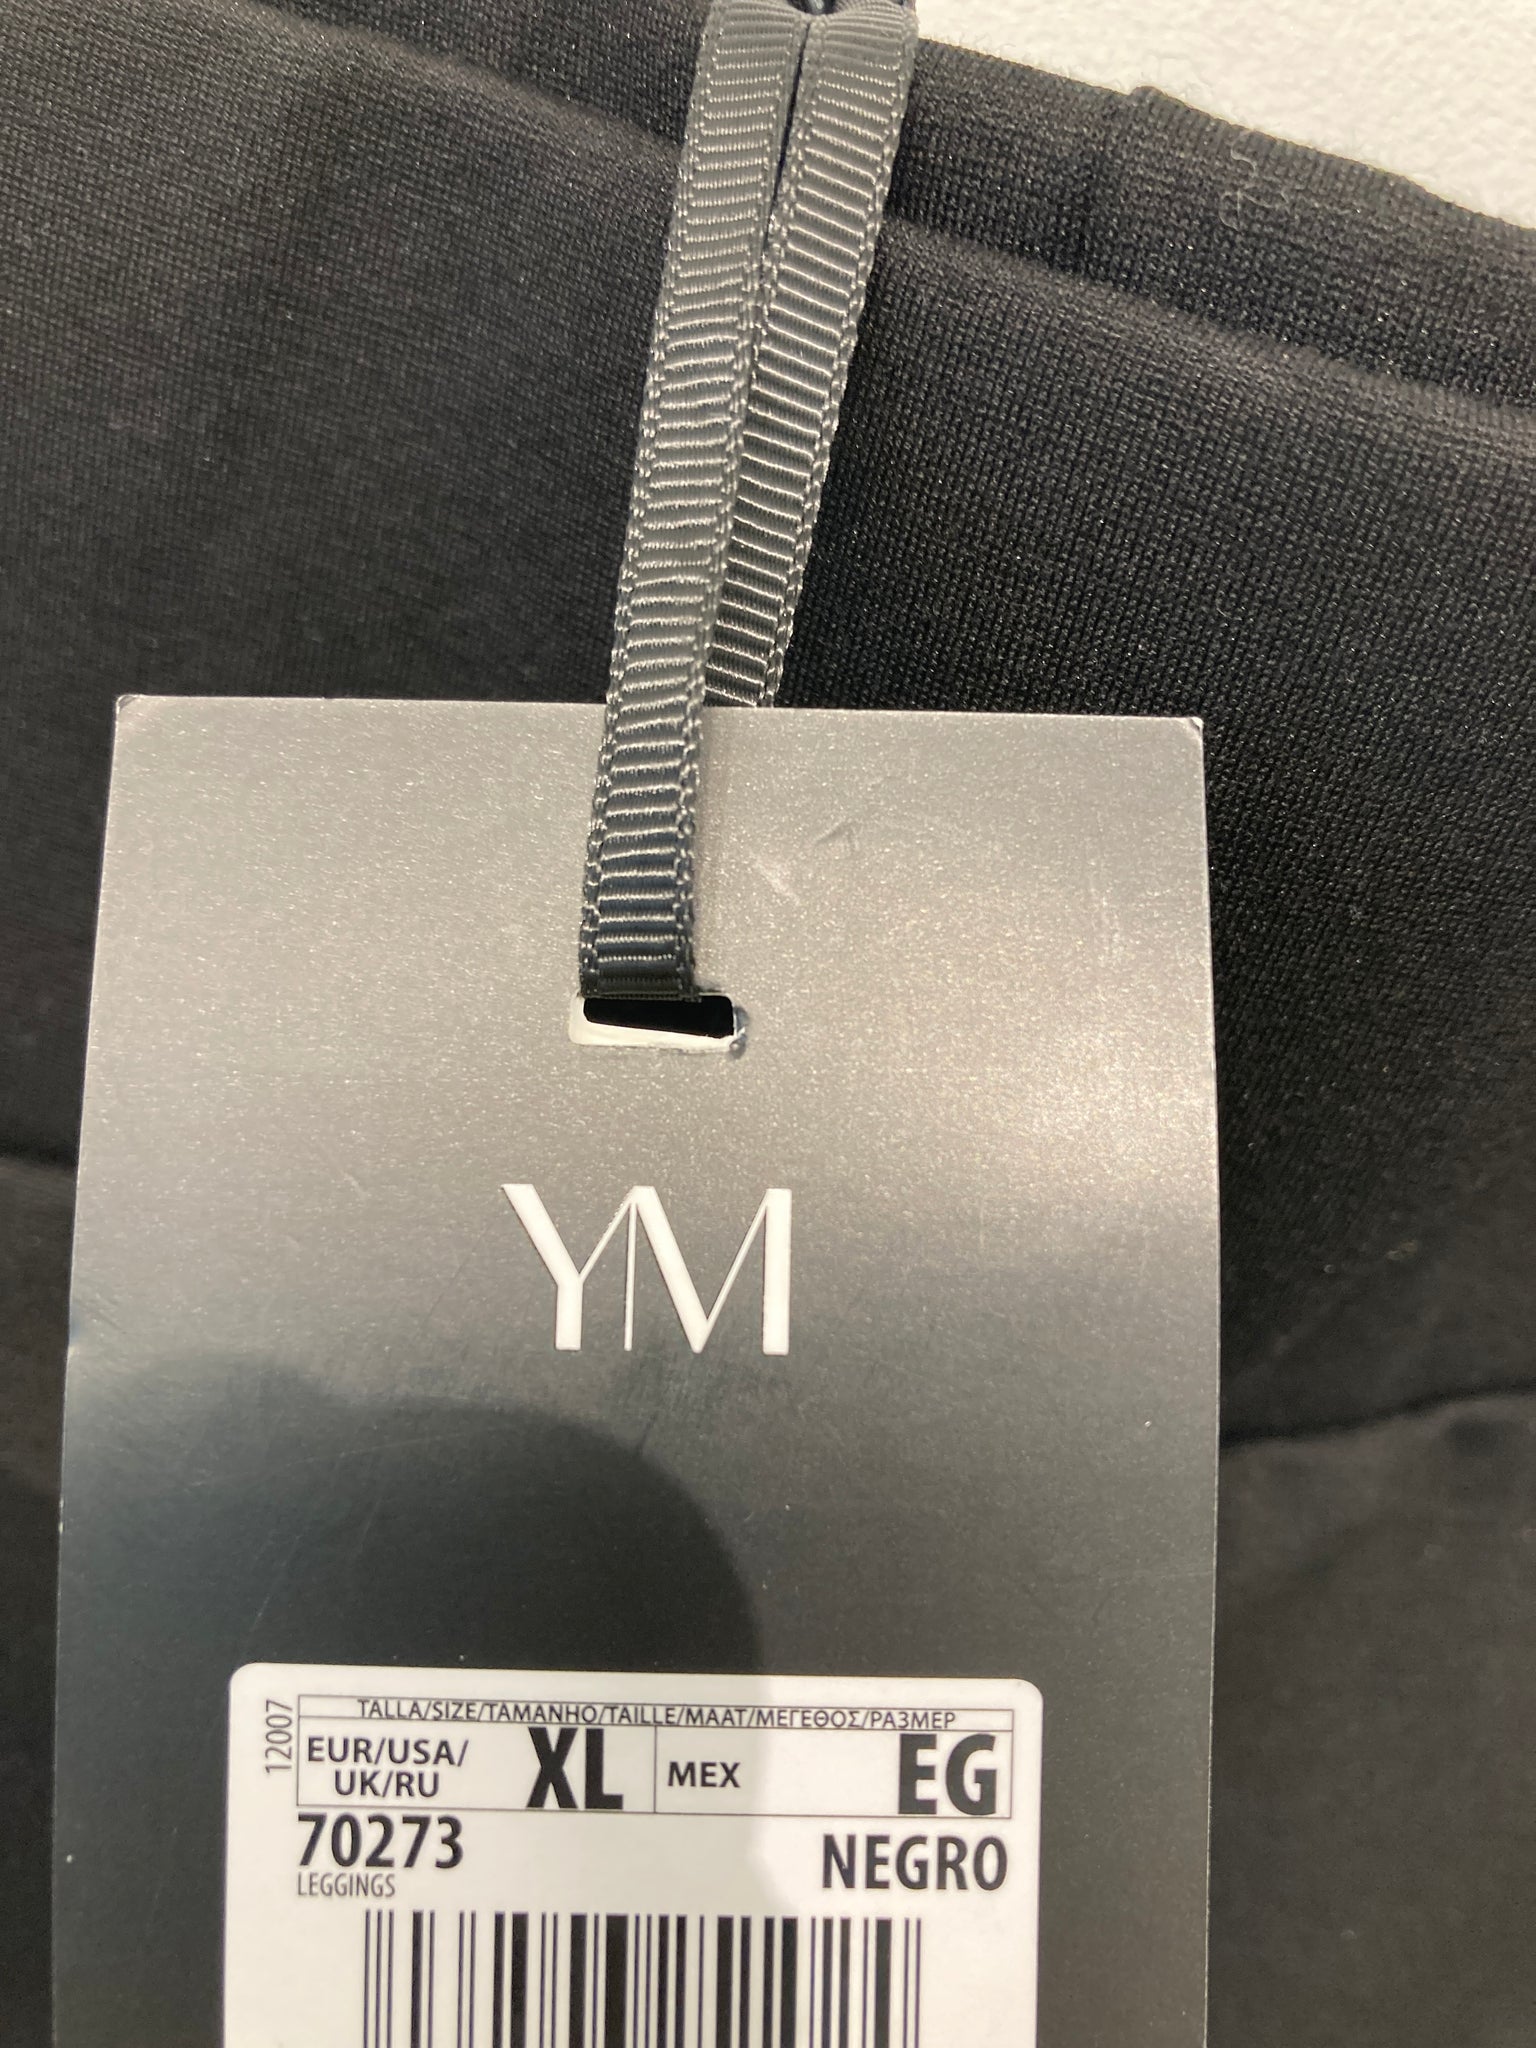 YM
12007
TALLA/SIZE/TAMANHO/TAILLE/MAAT/ΜΕΓΕΘΟΣ/РАЗМЕР
EUR/USA/
UK/RU
XL
MEX
EG
70273
NEGRO
LEGGINGS